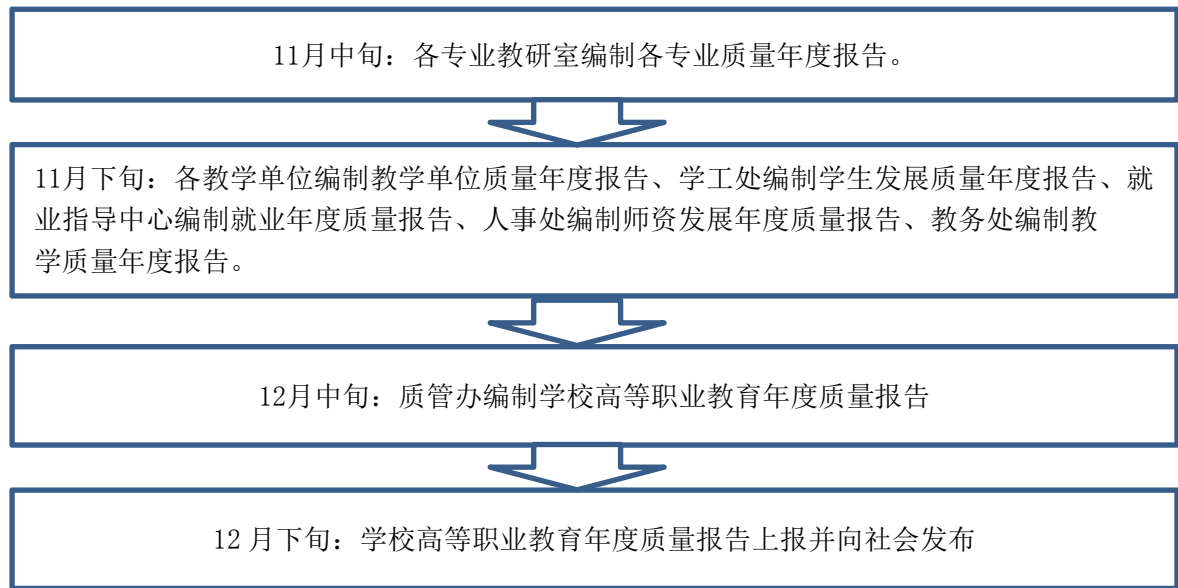 11月中旬：各专业教研室编制各专业质量年度报告。
11月下旬：各教学单位编制教学单位质量年度报告、学工处编制学生发展质量年度报告、就
业指导中心编制就业年度质量报告、人事处编制师资发展年度质量报告、教务处编制教
学质量年度报告。
12月中旬：质管办编制学校高等职业教育年度质量报告
12 月下旬：学校高等职业教育年度质量报告上报并向社会发布